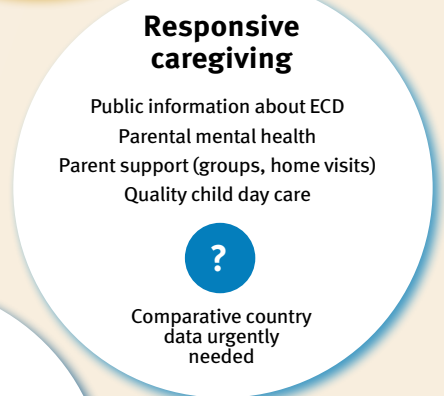 Responsive
caregiving
Public information about ECD
Parental mental health
Parent support (groups, home visits)
Quality child day care
?
Comparative country
data urgently
needed